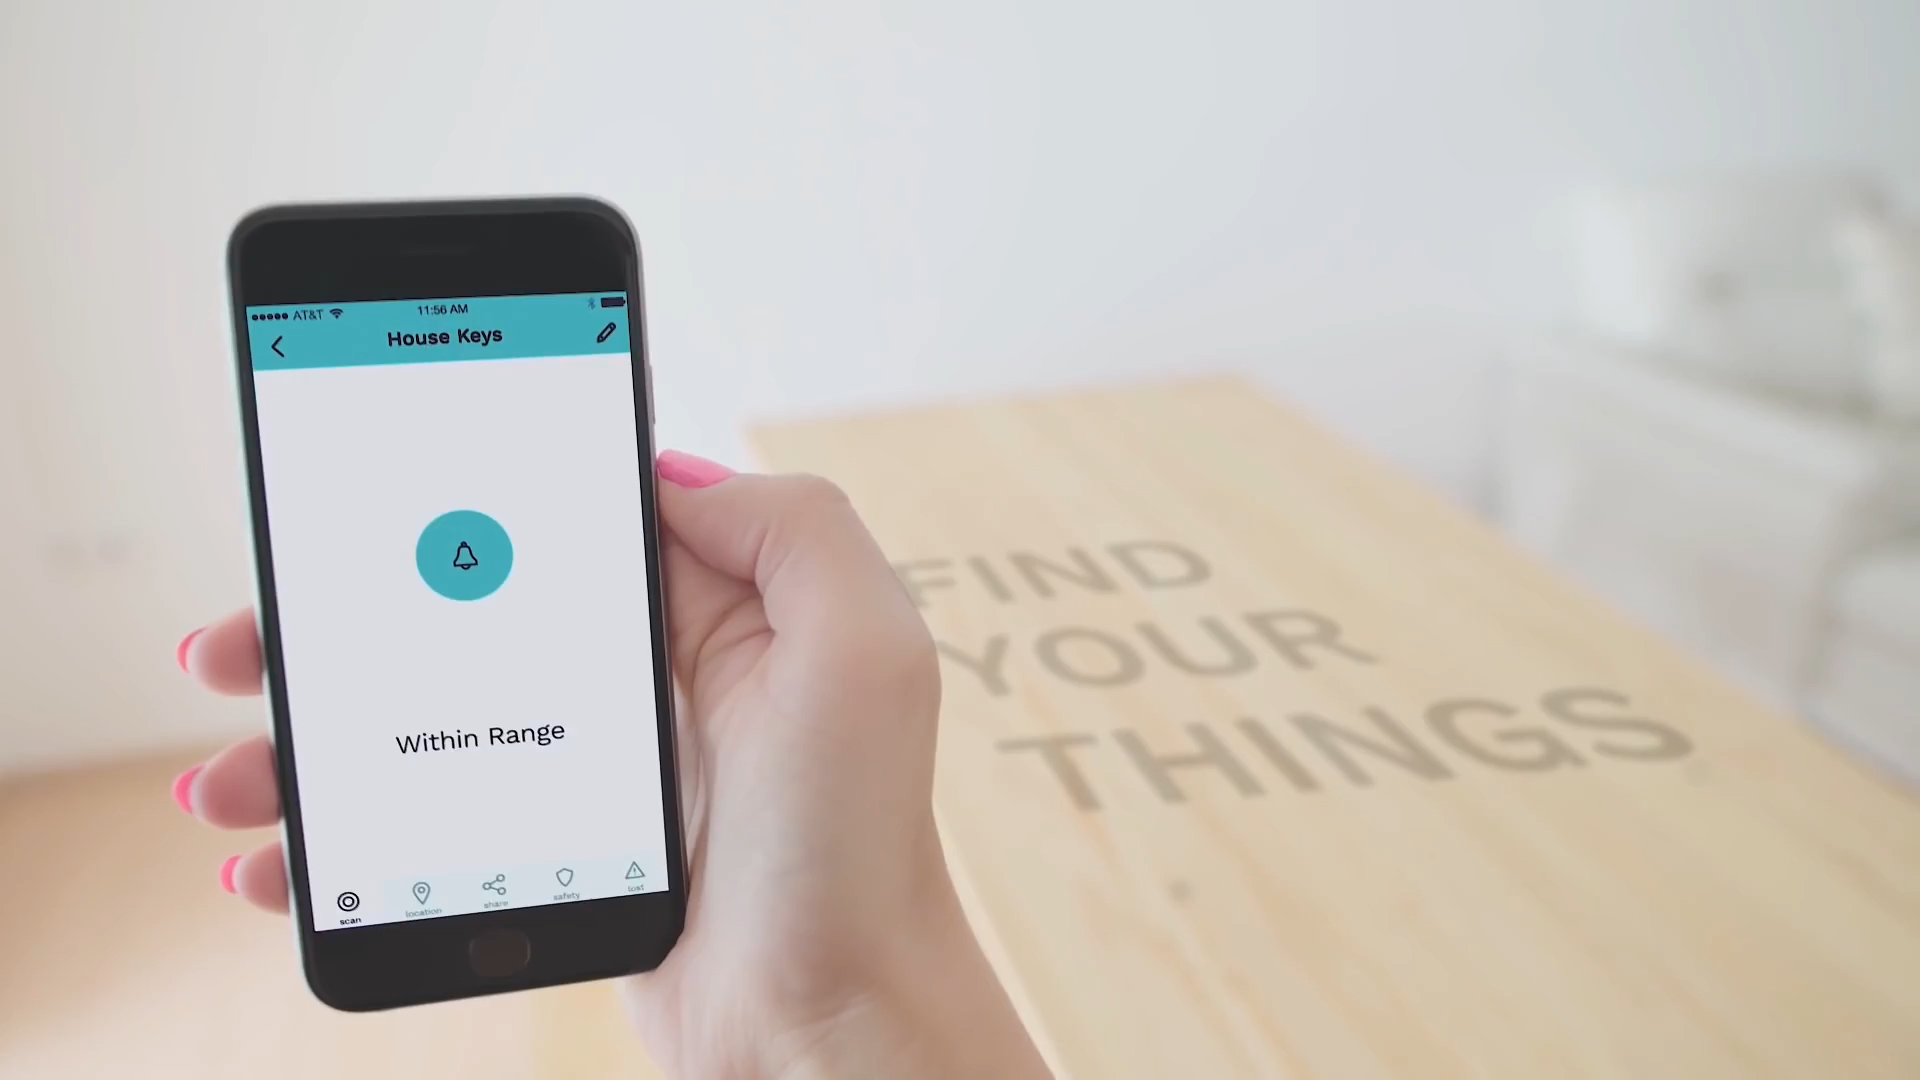 AT&T
11:56 AM
House Keys
Within Range
scan
location
share
safety
lost
FIND
YOUR
THINGS